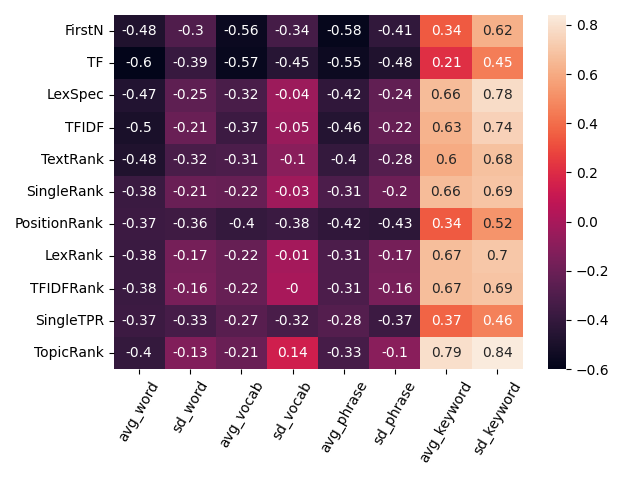 FirstN -0.48 -0.3 -0.56 -0.34 -0.58 -0.41 0.34 0.62
TF -0.6 -0.39 -0.57 -0.45 -0.55 -0.48 0.21 0.45
LexSpec -0.47 -0.25 -0.32 -0.04 -0.42 -0.24 0.66 0.78
TFIDF -0.5 -0.21 -0.37 -0.05 -0.46 -0.22 0.63 0.74
TextRank -0.48 -0.32 -0.31 -0.1 -0.4 -0.28 0.6 0.68
SingleRank -0.38 -0.21 -0.22 -0.03 -0.31 -0.2 0.66 0.69
PositionRank -0.37 -0.36 -0.4 -0.38 -0.42 -0.43 0.34 0.52
LexRank -0.38 -0.17 -0.22 -0.01 -0.31 -0.17 0.67 0.7
TFIDFRank -0.38 -0.16 -0.22 -0 -0.31 -0.16 0.67 0.69
SingleTPR -0.37 -0.33 -0.27 -0.32 -0.28 -0.37 0.37 0.46
TopicRank -0.4 -0.13 -0.21 0.14 -0.33 -0.1 0.79 0.84
avg_word sd_word avg_vocab sd_vocab avg_phrase sd_phrase avg_keyword sd_keyword
0.8
0.6
0.4
0.2
0.0
−0.2
−0.4
−0.6